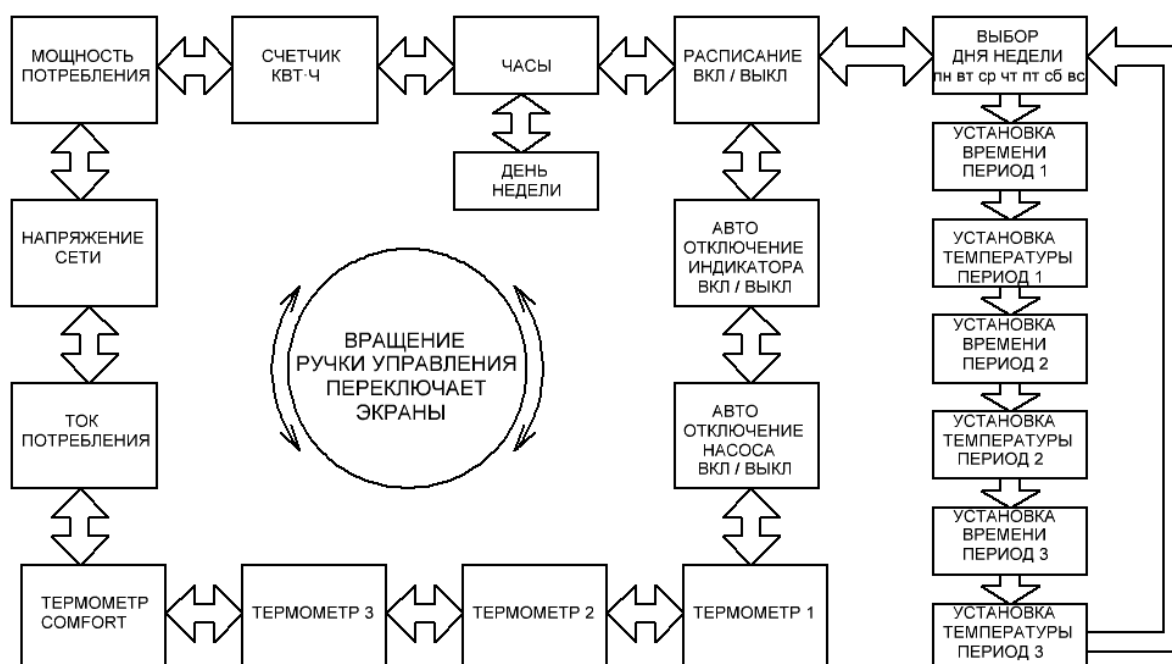 МОЩНОСТЬ
ПОТРЕБЛЕНИЯ
СЧЕТЧИК
КВТ·Ч
ЧАСЫ
РАСПИСАНИЕ
ВКЛ / ВЫКЛ
ВЫБОР
ДНЯ НЕДЕЛИ
пн вт ср чт пт сб вс
ДЕНЬ
НЕДЕЛИ
УСТАНОВКА
ВРЕМЕНИ
ПЕРИОД 1
НАПРЯЖЕНИЕ
СЕТИ
АВТО
ОТКЛЮЧЕНИЕ
ИНДИКАТОРА
ВКЛ / ВЫКЛ
УСТАНОВКА
ТЕМПЕРАТУРЫ
ПЕРИОД 1
ВРАЩЕНИЕ
РУЧКИ УПРАВЛЕНИЯ
ПЕРЕКЛЮЧАЕТ
ЭКРАНЫ
УСТАНОВКА
ВРЕМЕНИ
ПЕРИОД 2
ТОК
ПОТРЕБЛЕНИЯ
АВТО
ОТКЛЮЧЕНИЕ
НАСОСА
ВКЛ / ВЫКЛ
УСТАНОВКА
ТЕМПЕРАТУРЫ
ПЕРИОД 2
УСТАНОВКА
ВРЕМЕНИ
ПЕРИОД 3
ТЕРМОМЕТР
COMFORT
ТЕРМОМЕТР 3
ТЕРМОМЕТР 2
ТЕРМОМЕТР 1
УСТАНОВКА
ТЕМПЕРАТУРЫ
ПЕРИОД 3